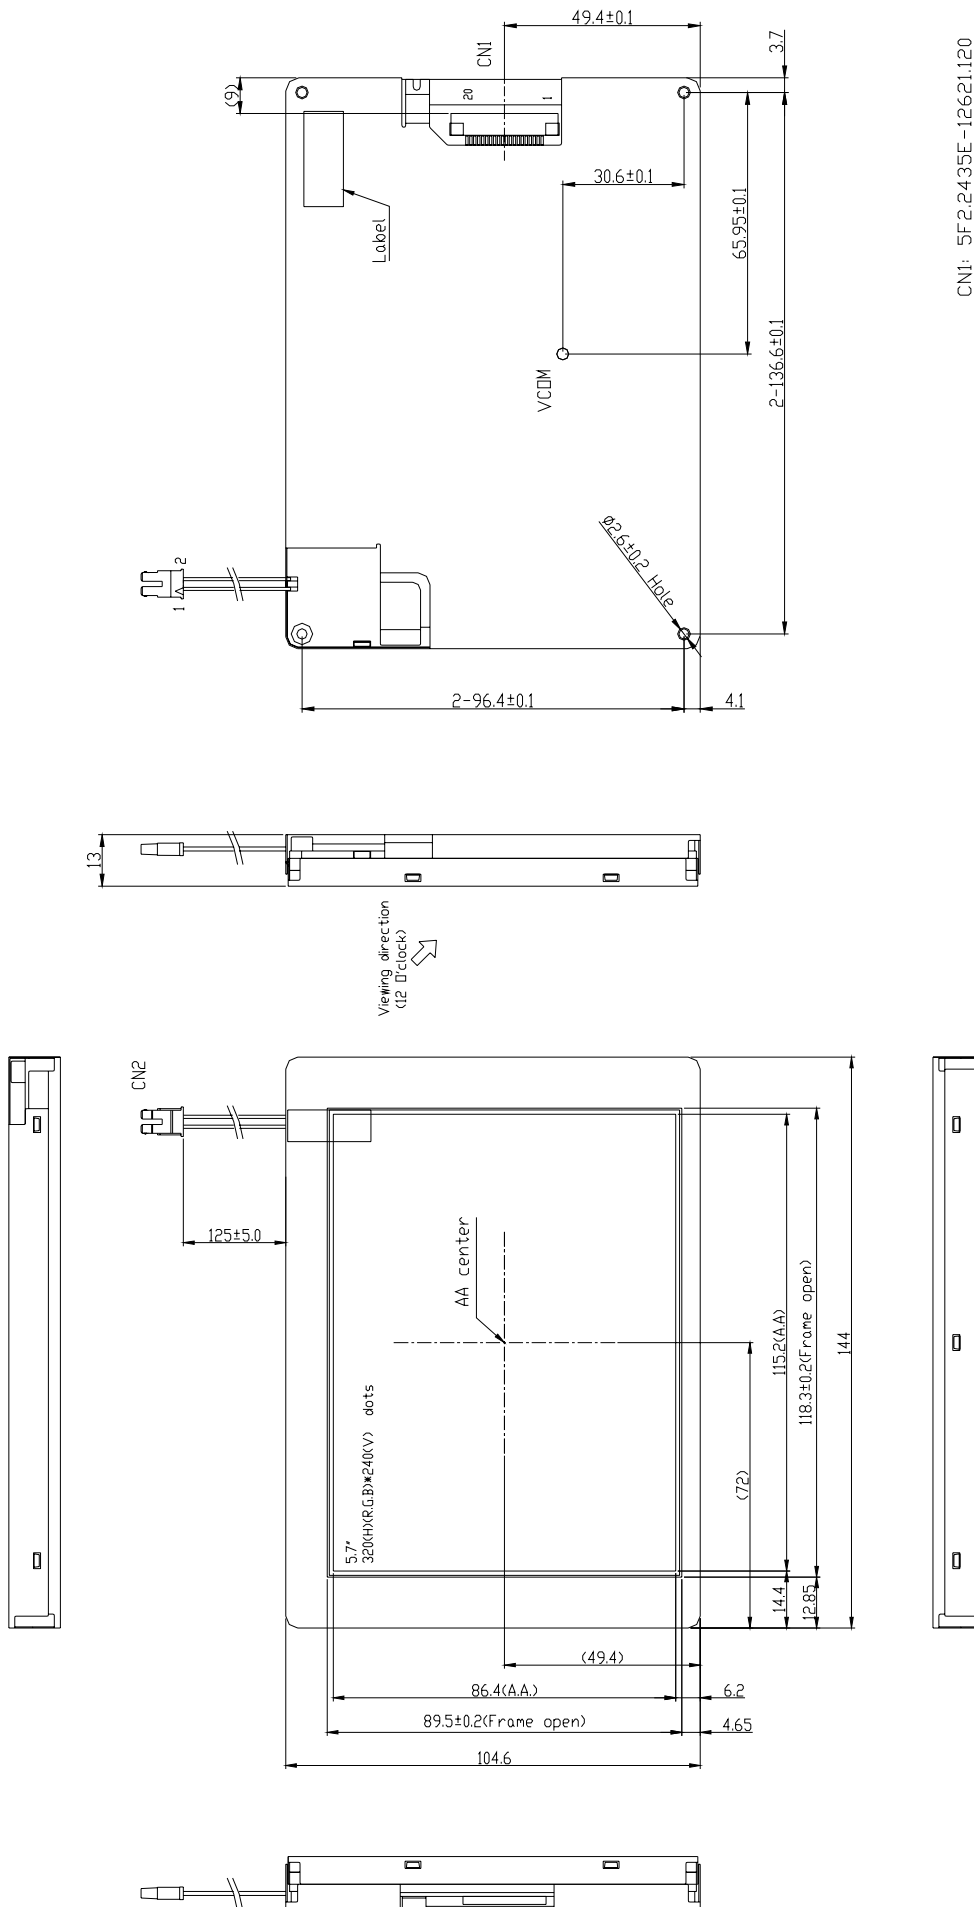 49.4±0.1
3.7
CN1
(9)
20
1
Label
30.6±0.1
65.95±0.1
2-136.6±0.1
VCOM
CN1: 5F2.2435E-12621.120
Ø2.6±0.2 Hole
1
2
2-96.4±0.1
4.1
13
Viewing direction
(12 O'clock)
CN2
125±5.0
AA center
5.7"
320(H)(R.G.B)*240(V) dots
(72)
115.2(A.A)
118.3±0.2(Frame open)
144
14.4
12.85
(49.4)
86.4(A.A.)
6.2
89.5±0.2(Frame open)
4.65
104.6